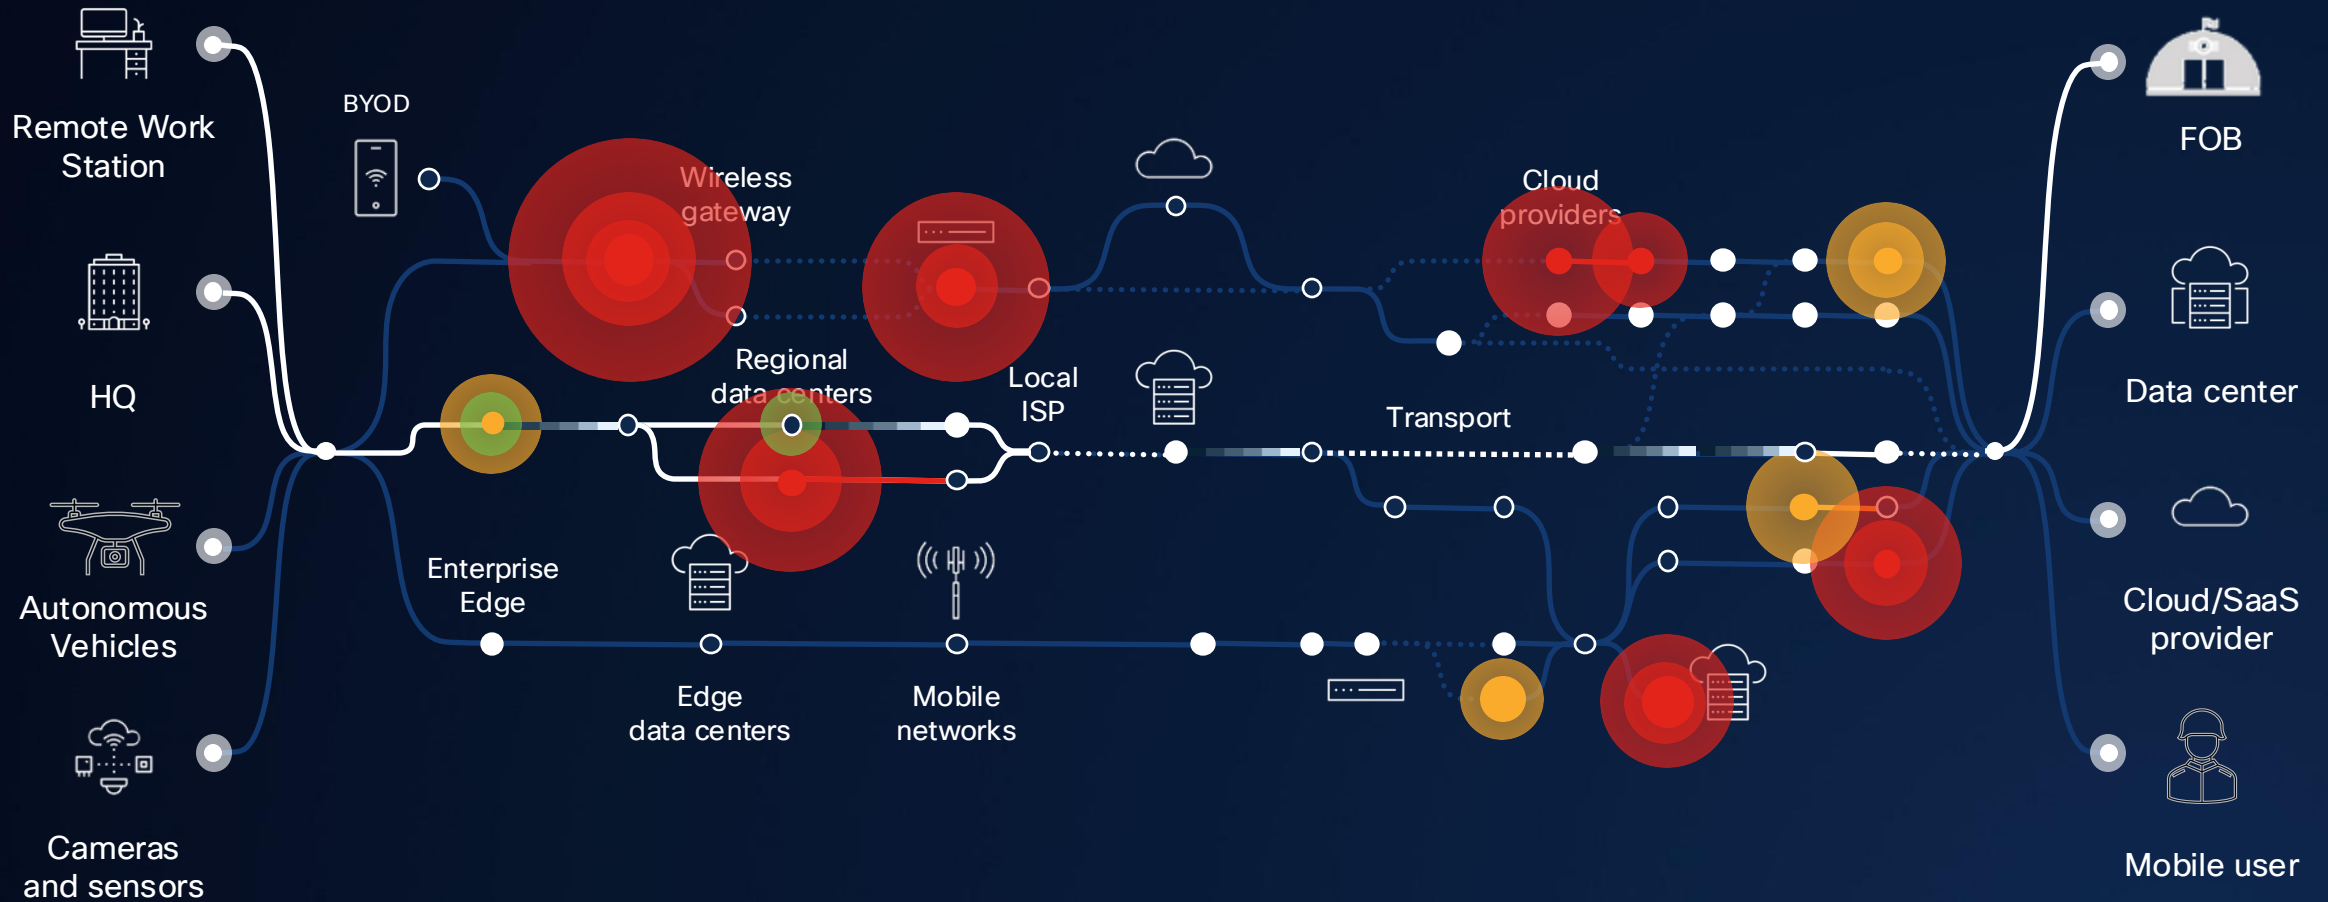 Remote Work
Station
HQ
Autonomous
Vehicles
Cameras
and sensors
BYOD
Wireless
gateway
Regional
data centers
Local
ISP
Enterprise
Edge
Edge
data centers
Mobile
networks
Transport
Cloud
providers
FOB
Data center
Cloud/SaaS
provider
Mobile user